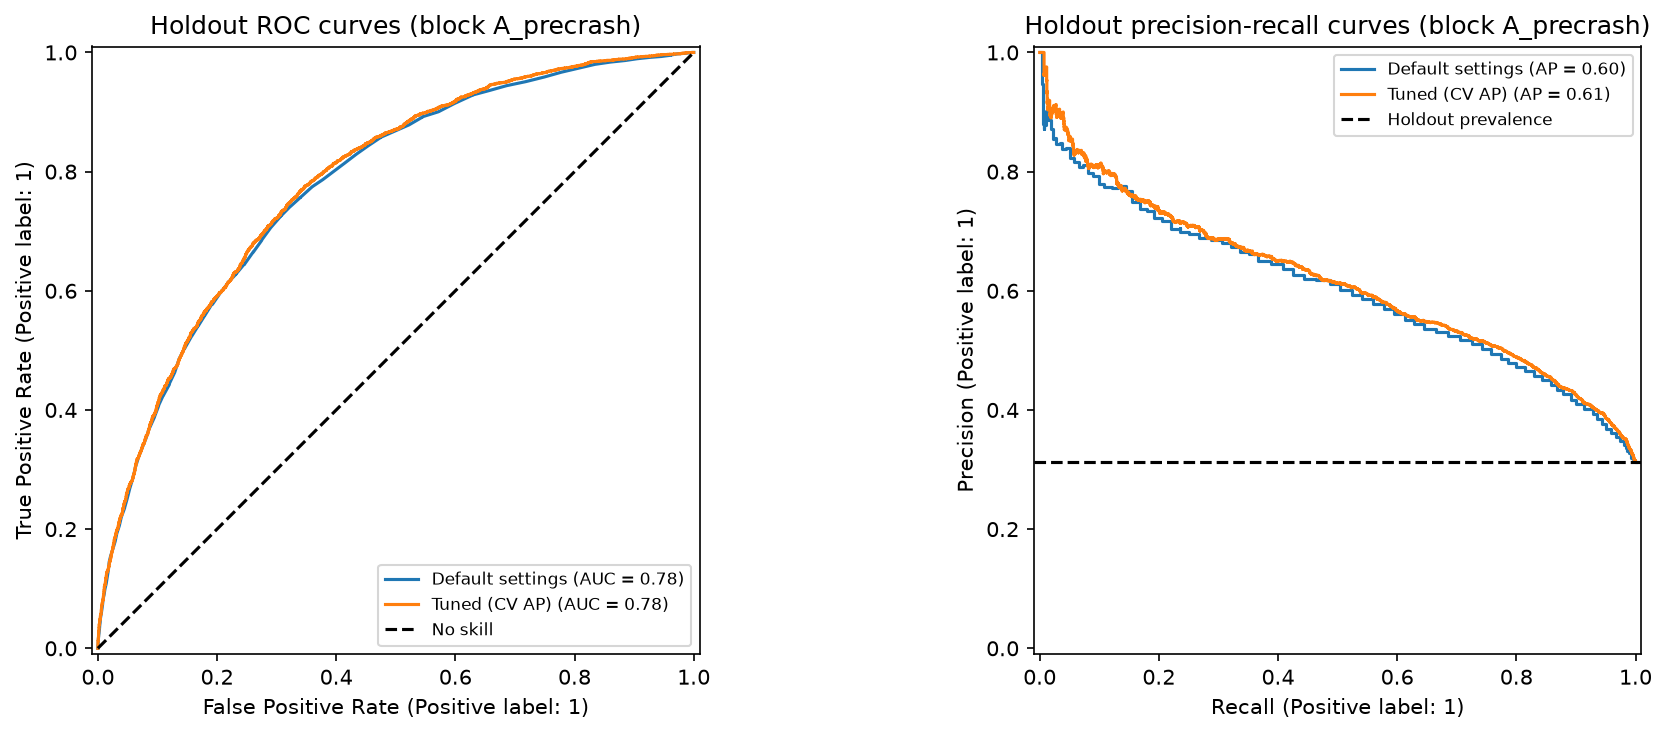 Holdout ROC curves (block A_precrash)
True Positive Rate (Positive label: 1)
1.0
0.8
0.6
0.4
0.2
0.0
Default settings (AUC = 0.78)
Tuned (CV AP) (AUC = 0.78)
No skill
0.0 0.2 0.4 0.6 0.8 1.0
False Positive Rate (Positive label: 1)
Holdout precision-recall curves (block A_precrash)
Precision (Positive label: 1)
1.0
0.8
0.6
0.4
0.2
0.0
Default settings (AP = 0.60)
Tuned (CV AP) (AP = 0.61)
Holdout prevalence
0.0 0.2 0.4 0.6 0.8 1.0
Recall (Positive label: 1)